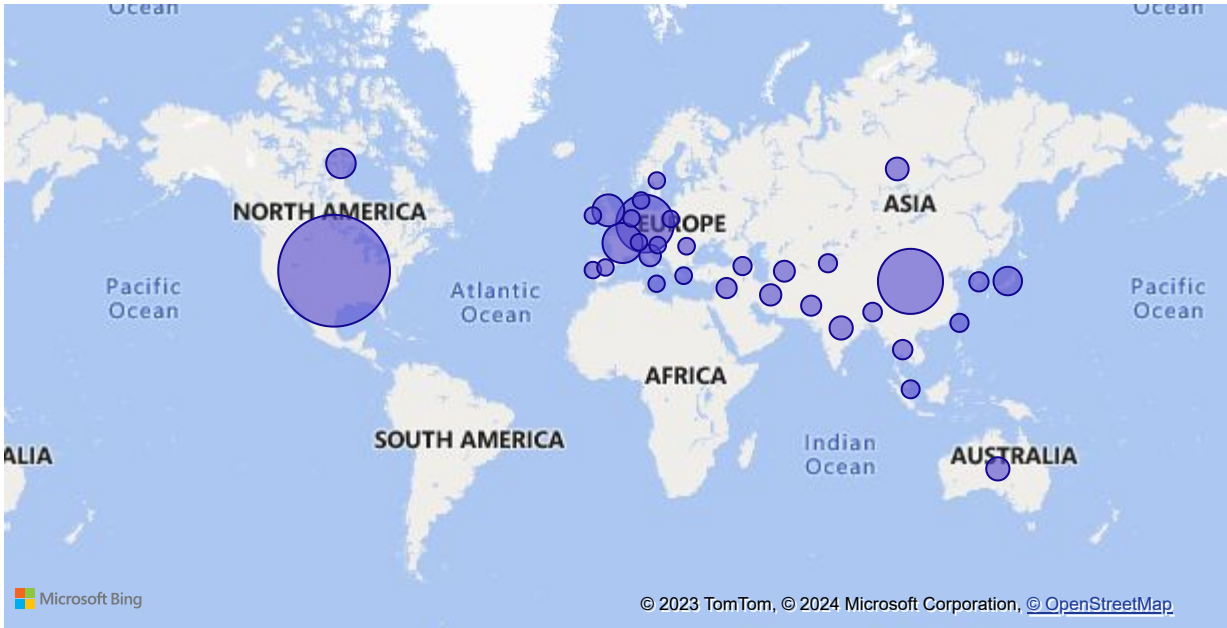 Ocean
Ocean
NORTH AMERICA
EUROPE
ASIA
Pacific
Ocean
Atlantic
Ocean
Pacific
Ocean
AFRICA
SOUTH AMERICA
Indian
Ocean
ALIA
AUSTRALIA
Microsoft Bing
© 2023 TomTom, © 2024 Microsoft Corporation, © OpenStreetMap